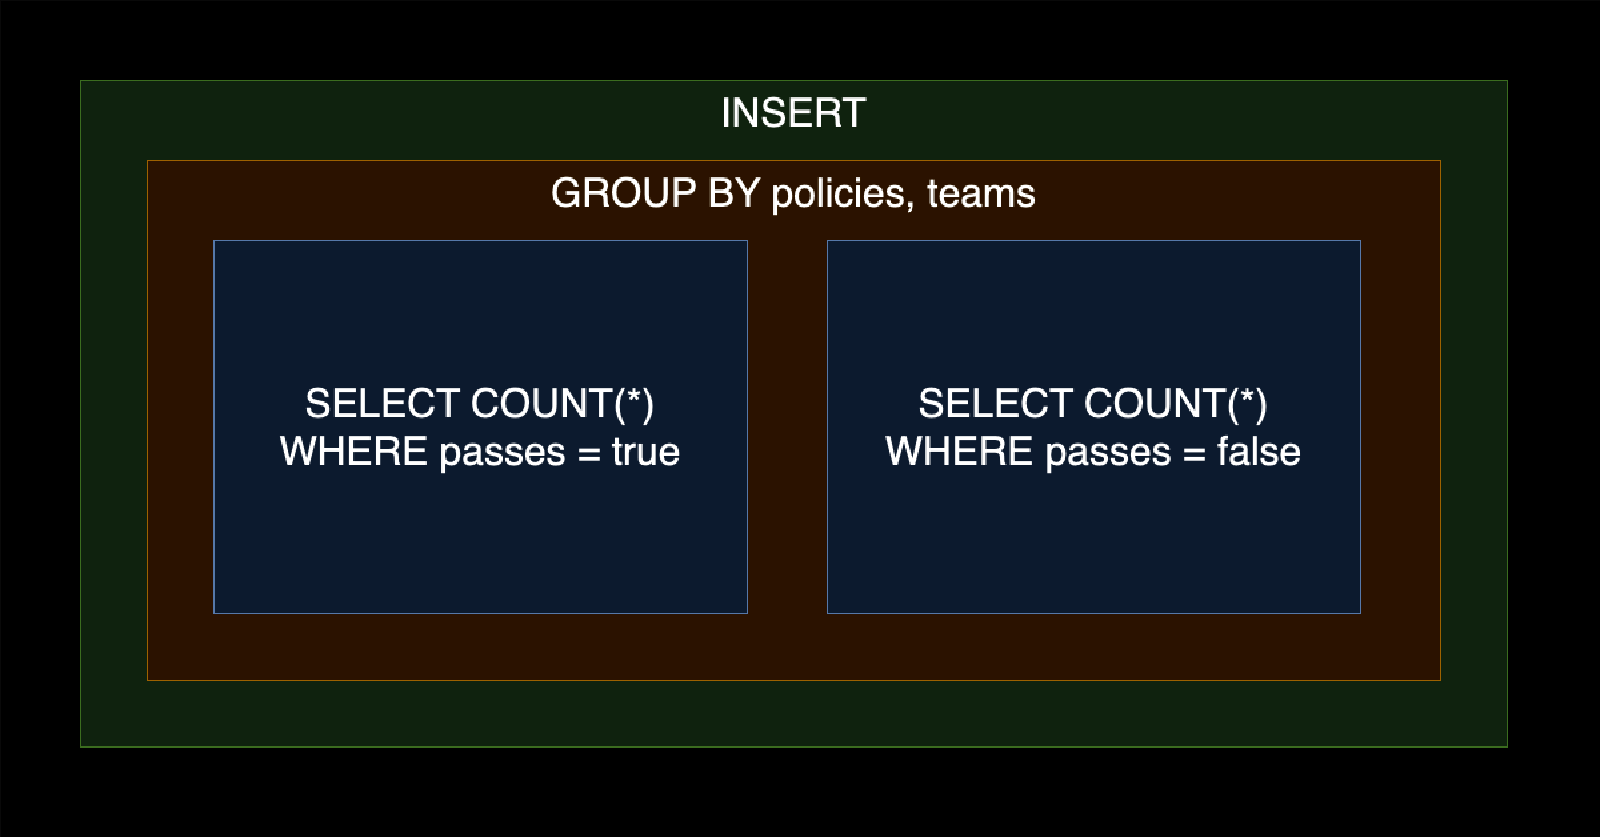 INSERT
GROUP BY policies, teams
SELECT COUNT(*)
WHERE passes = true
SELECT COUNT(*)
WHERE passes = false